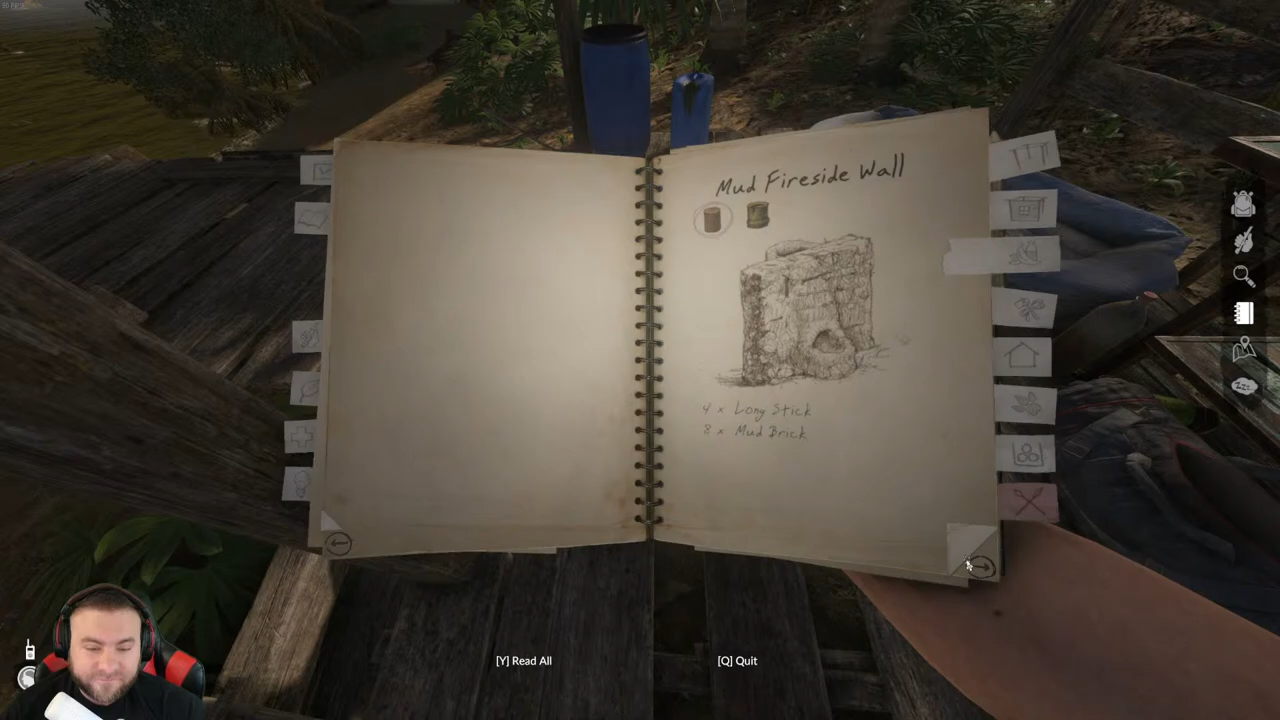 Mud Fireside Wall
4 x Long Stick
8 x Mud Brick
[Y] Read All
[Q] Quit